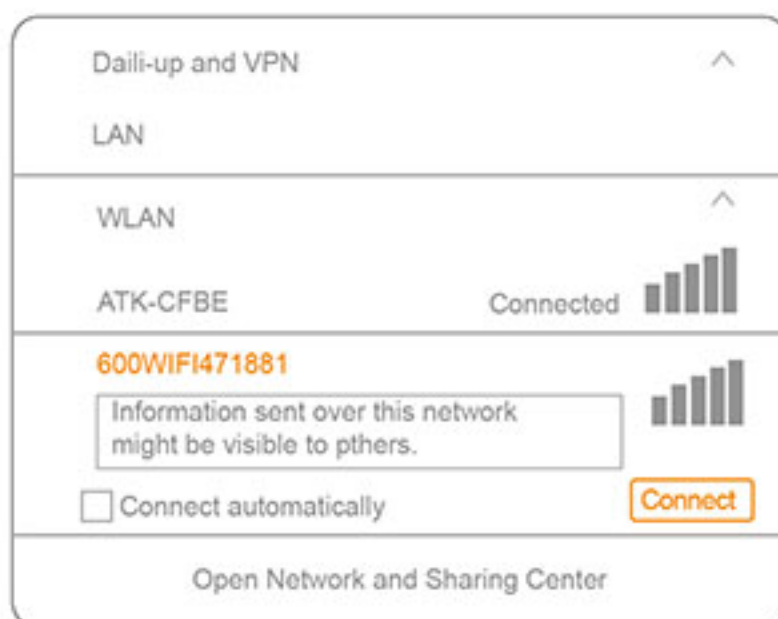 Daili-up and VPN
LAN
WLAN
ATK-CFBE Connected
600WIFI471881
Information sent over this network
might be visible to pthers.
Connect automatically Connect
Open Network and Sharing Center